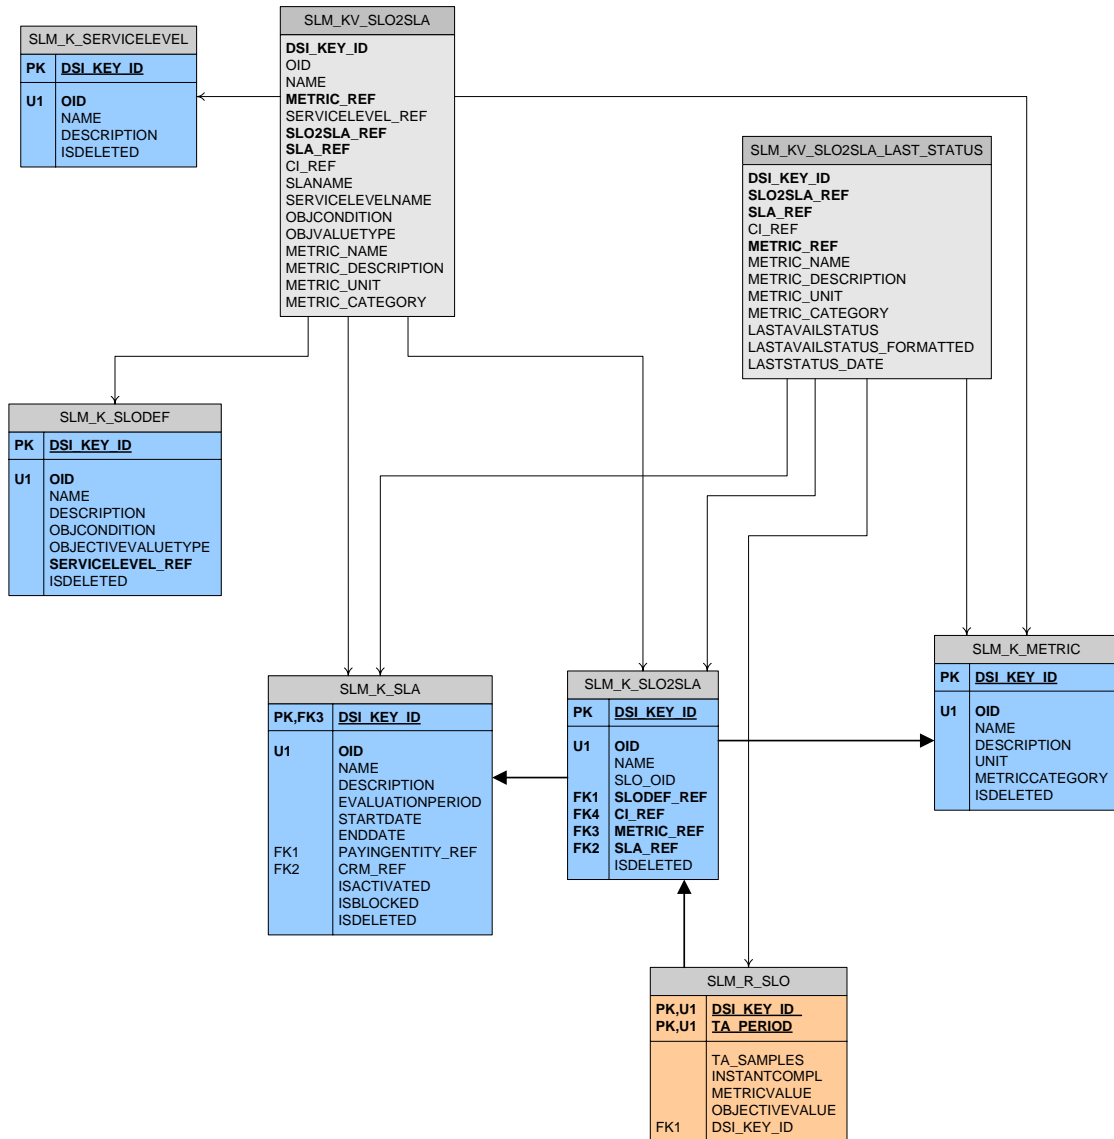 SLM_KV_SLO2SLA
DSI_KEY_ID
OID
NAME
METRIC_REF
SERVICELEVEL_REF
SLO2SLA_REF
SLA_REF
CI_REF
SLANAME
SERVICELEVELNAME
OBJCONDITION
OBJVALUETYPE
METRIC_NAME
METRIC_DESCRIPTION
METRIC_UNIT
METRIC_CATEGORY
SLM_K_SERVICELEVEL
PK DSI_KEY_ID
U1 OID
NAME
DESCRIPTION
ISDELETED
SLM_KV_SLO2SLA_LAST_STATUS
DSI_KEY_ID
SLO2SLA_REF
SLA_REF
CI_REF
METRIC_REF
METRIC_NAME
METRIC_DESCRIPTION
METRIC_UNIT
METRIC_CATEGORY
LASTAVAILSTATUS
LASTAVAILSTATUS_FORMATTED
LASTSTATUS_DATE
SLM_K_SLODEF
PK DSI_KEY_ID
U1 OID
NAME
DESCRIPTION
OBJCONDITION
OBJECTIVEVALUETYPE
SERVICELEVEL_REF
ISDELETED
SLM_K_SLA
PK,FK3 DSI_KEY_ID
U1 OID
NAME
DESCRIPTION
EVALUATIONPERIOD
STARTDATE
ENDDATE
FK1 PAYINGENTITY_REF
FK2 CRM_REF
ISACTIVATED
ISBLOCKED
ISDELETED
SLM_K_SLO2SLA
PK DSI_KEY_ID
U1 OID
NAME
SLO_OID
FK1 SLODEF_REF
FK4 CI_REF
FK3 METRIC_REF
FK2 SLA_REF
ISDELETED
SLM_K_METRIC
PK DSI_KEY_ID
U1 OID
NAME
DESCRIPTION
UNIT
METRICCATEGORY
ISDELETED
SLM_R_SLO
PK,U1 DSI_KEY_ID
PK,U1 TA_PERIOD
TA_SAMPLES
INSTANTCOMPL
METRICVALUE
OBJECTIVEVALUE
FK1 DSI_KEY_ID